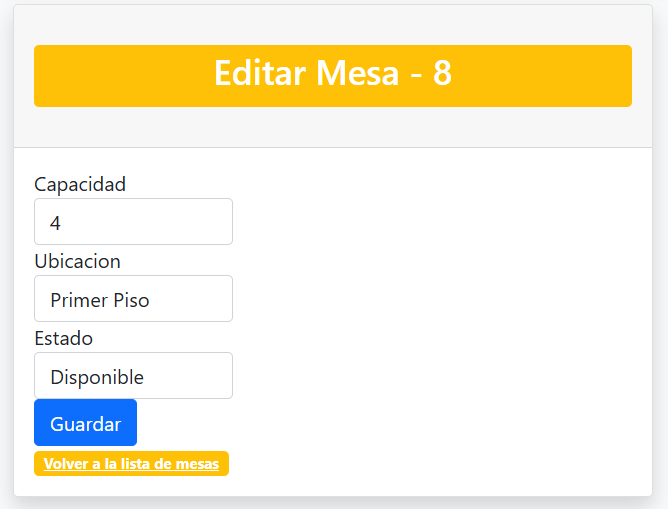 Editar Mesa - 8
Capacidad
4
Ubicacion
Primer Piso
Estado
Disponible
Guardar
Volver a la lista de mesas